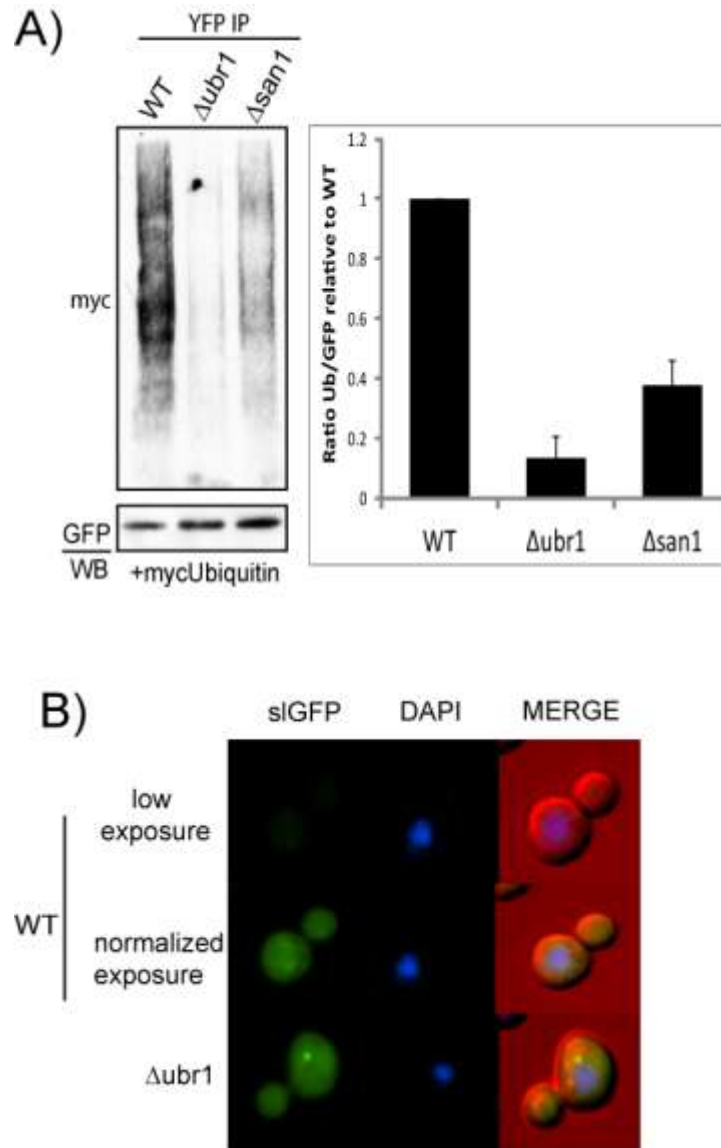 A)
YFP IP
WT Δubr1 Δsan1
myc
GFP
WB +mycUbiquitin
Ratio Ub/GFP relative to WT
1.2
1
0.8
0.6
0.4
0.2
0
WT Δubr1 Δsan1
B)
slGFP DAPI MERGE
low
exposure
WT
normalized
exposure
Δubr1